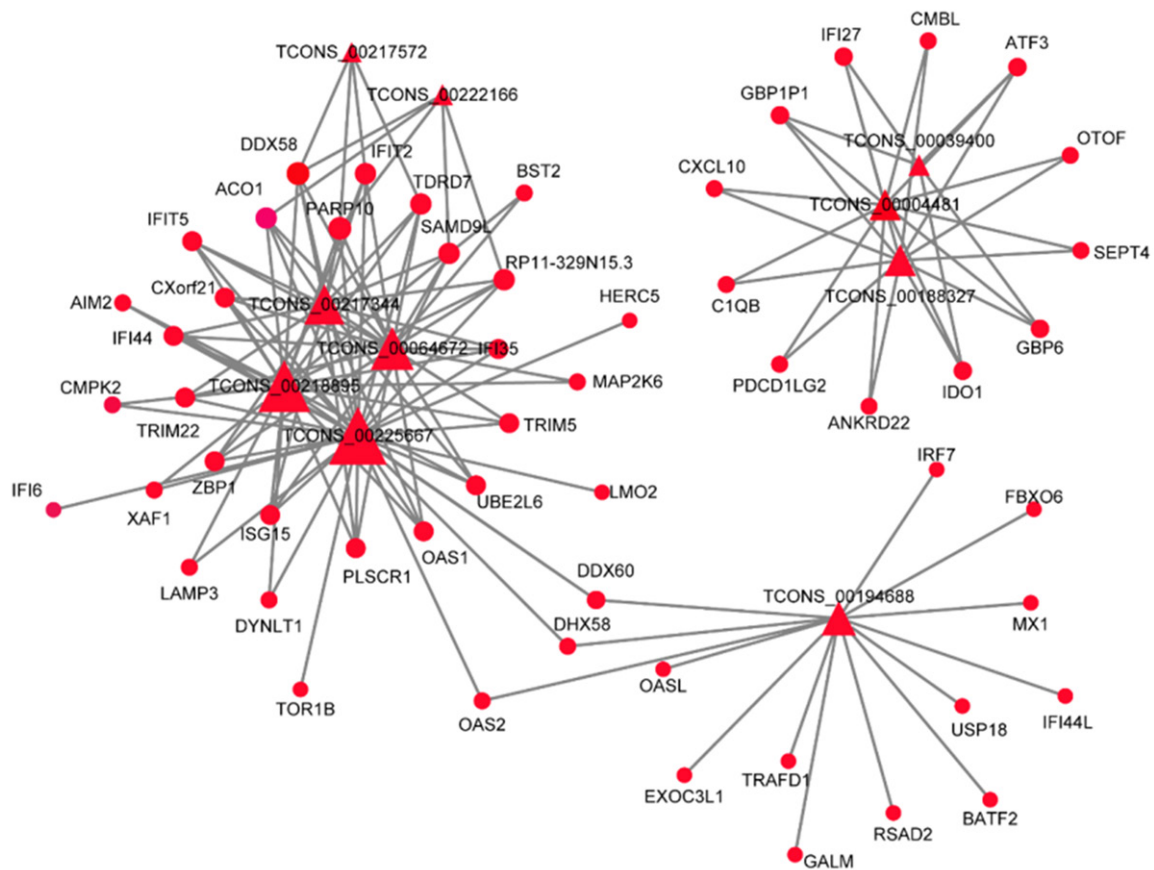 CMBL
IFI27
ATF3
TCONS_00217572
TCONS_00222166
GBP1P1
OTOF
TCONS_00039400
DDX58
IFIT2
CXCL10
BST2
ACO1
TDRD7
PARP10
TCONS_00004481
IFIT5
SAMD9L
SEPT4
RP11-329N15.3
CXorf21
C1QB
TCONS_00188327
AIM2
TCONS_00217344
HERC5
IFI44
TCONS_00064672
IFI35
GBP6
CMPK2
TCONS_00218895
MAP2K6
PDCD1LG2
IDO1
TRIM22
TCONS_00225667
TRIM5
ANKRD22
IRF7
IFI6
ZBP1
UBE2L6
LMO2
FBXO6
XAF1
ISG15
OAS1
PLSCR1
DDX60
LAMP3
TCONS_00194688
DYNLT1
DHX58
MX1
OASL
TOR1B
OAS2
USP18
IFI44L
TRAFD1
EXOC3L1
BATF2
RSAD2
GALM